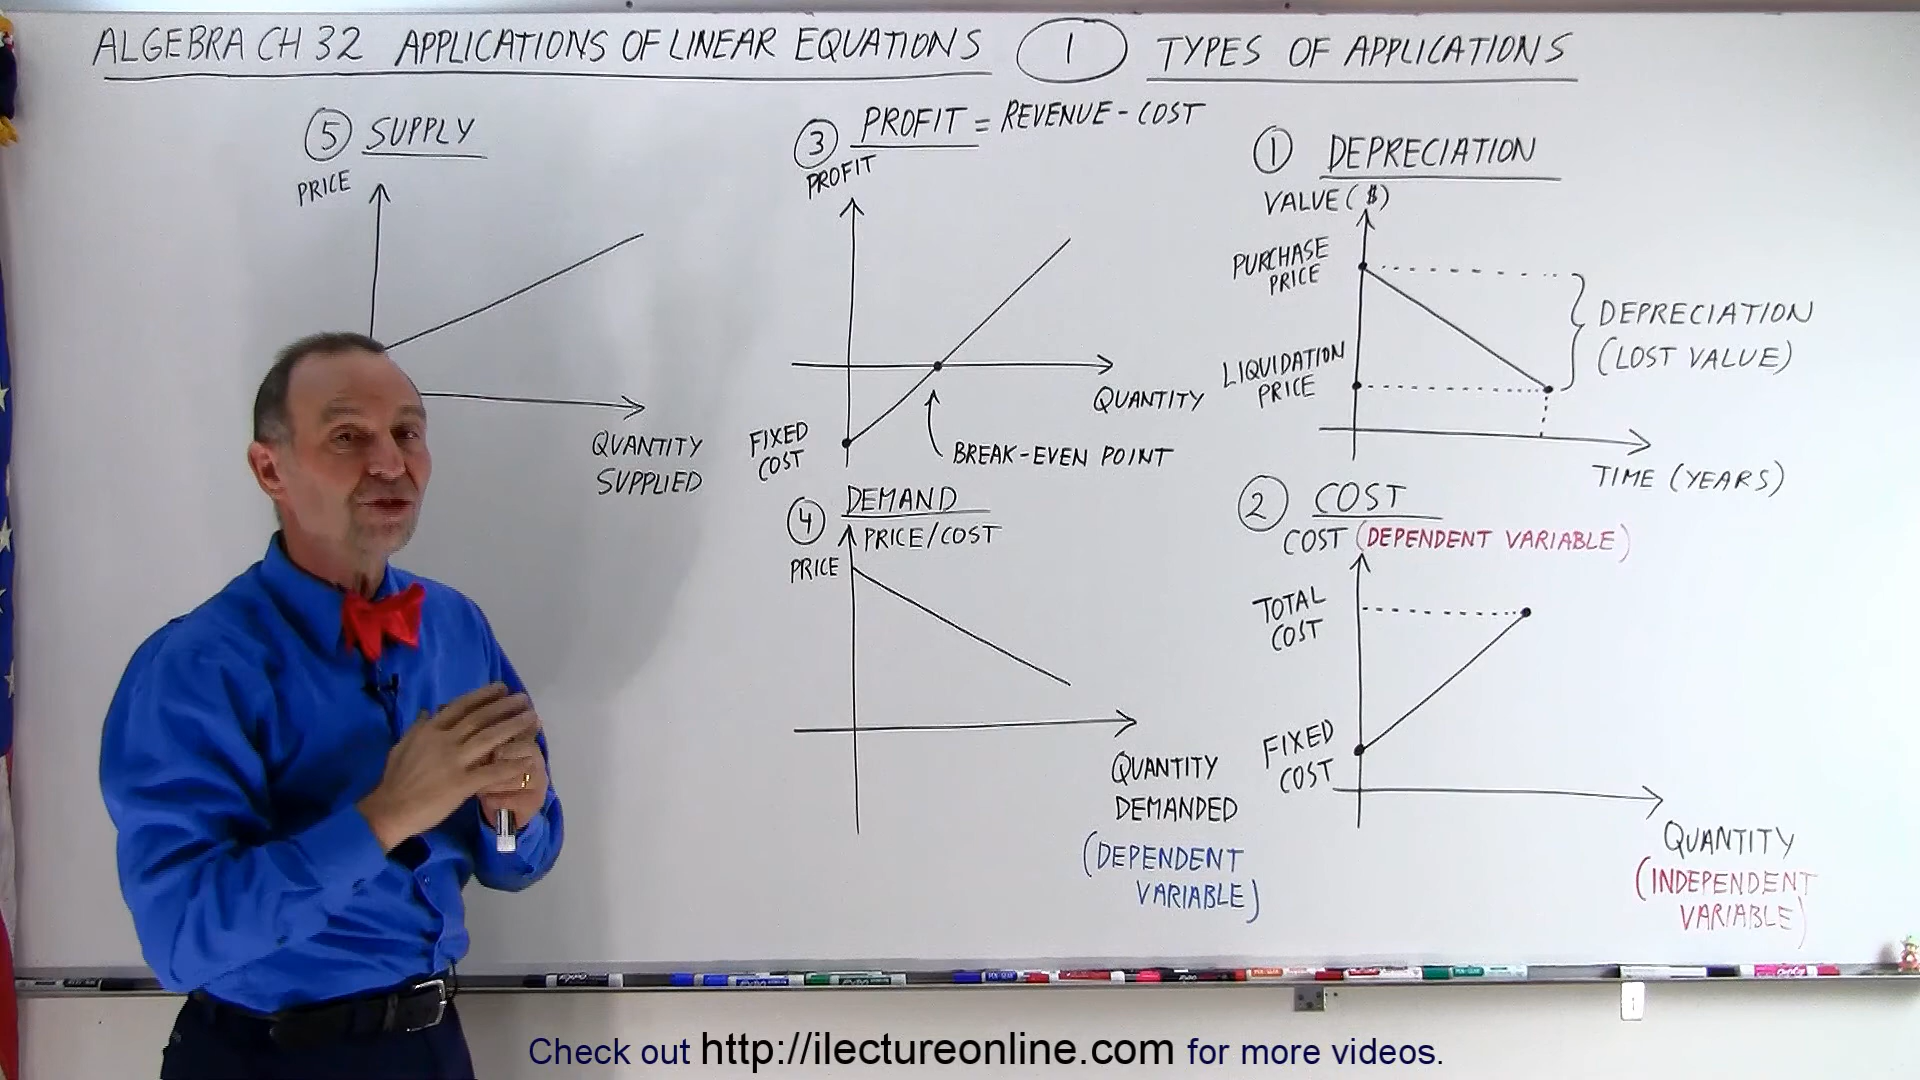 ALGEBRA CH 32 APPLICATIONS OF LINEAR EQUATIONS 1 TYPES OF APPLICATIONS
5 SUPPLY
PRICE
QUANTITY
SUPPLIED
3 PROFIT = REVENUE - COST
PROFIT
QUANTITY
FIXED
COST
BREAK-EVEN POINT
4 DEMAND
PRICE/COST
PRICE
QUANTITY
DEMANDED
(DEPENDENT
VARIABLE)
1 DEPRECIATION
VALUE ($)
PURCHASE
PRICE
DEPRECIATION
(LOST VALUE)
LIQUIDATION
PRICE
TIME (YEARS)
2 COST
COST (DEPENDENT VARIABLE)
TOTAL
COST
FIXED
COST
QUANTITY
(INDEPENDENT
VARIABLE)
Check out http://ilectureonline.com for more videos.